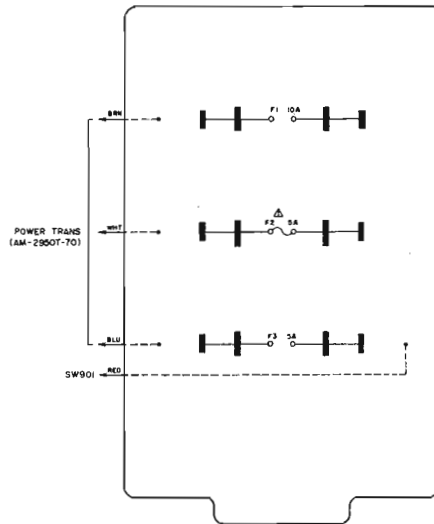 F1 10A
BRN
F2 5A
WHT
POWER TRANS
(AM-2950T-70)
F3 5A
BLU
RED
SW901